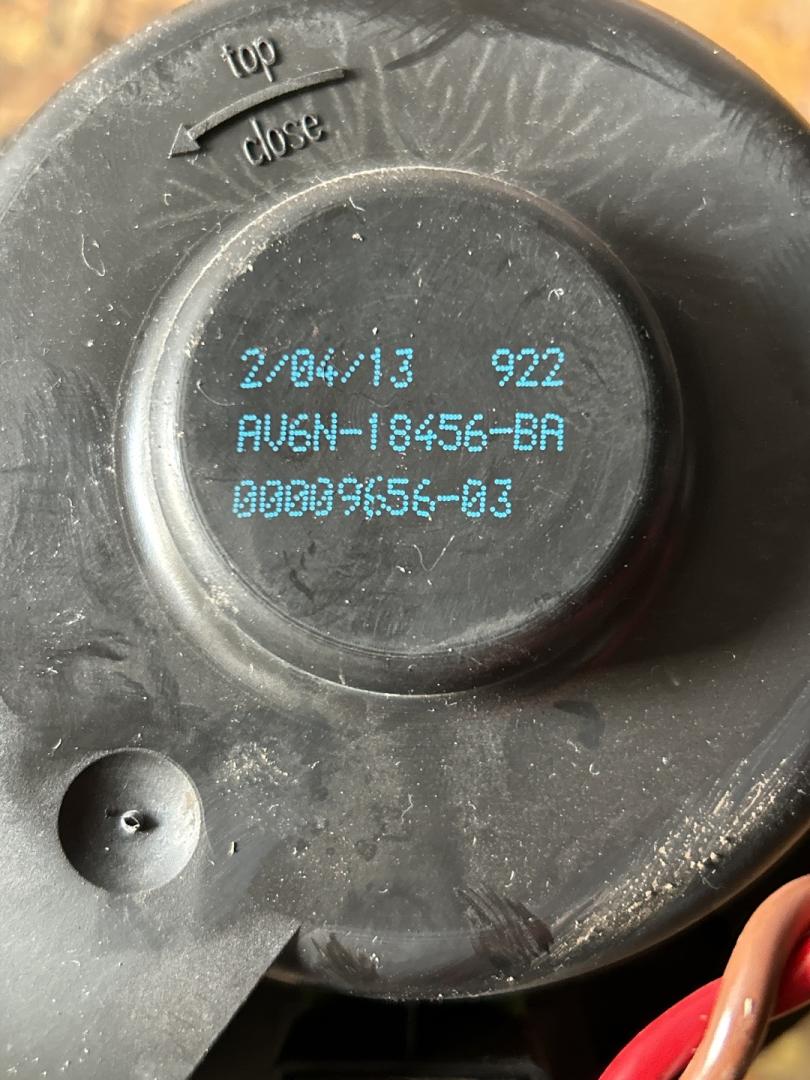 top
close
2/04/13 922
AV6N-18456-BA
00009656-03